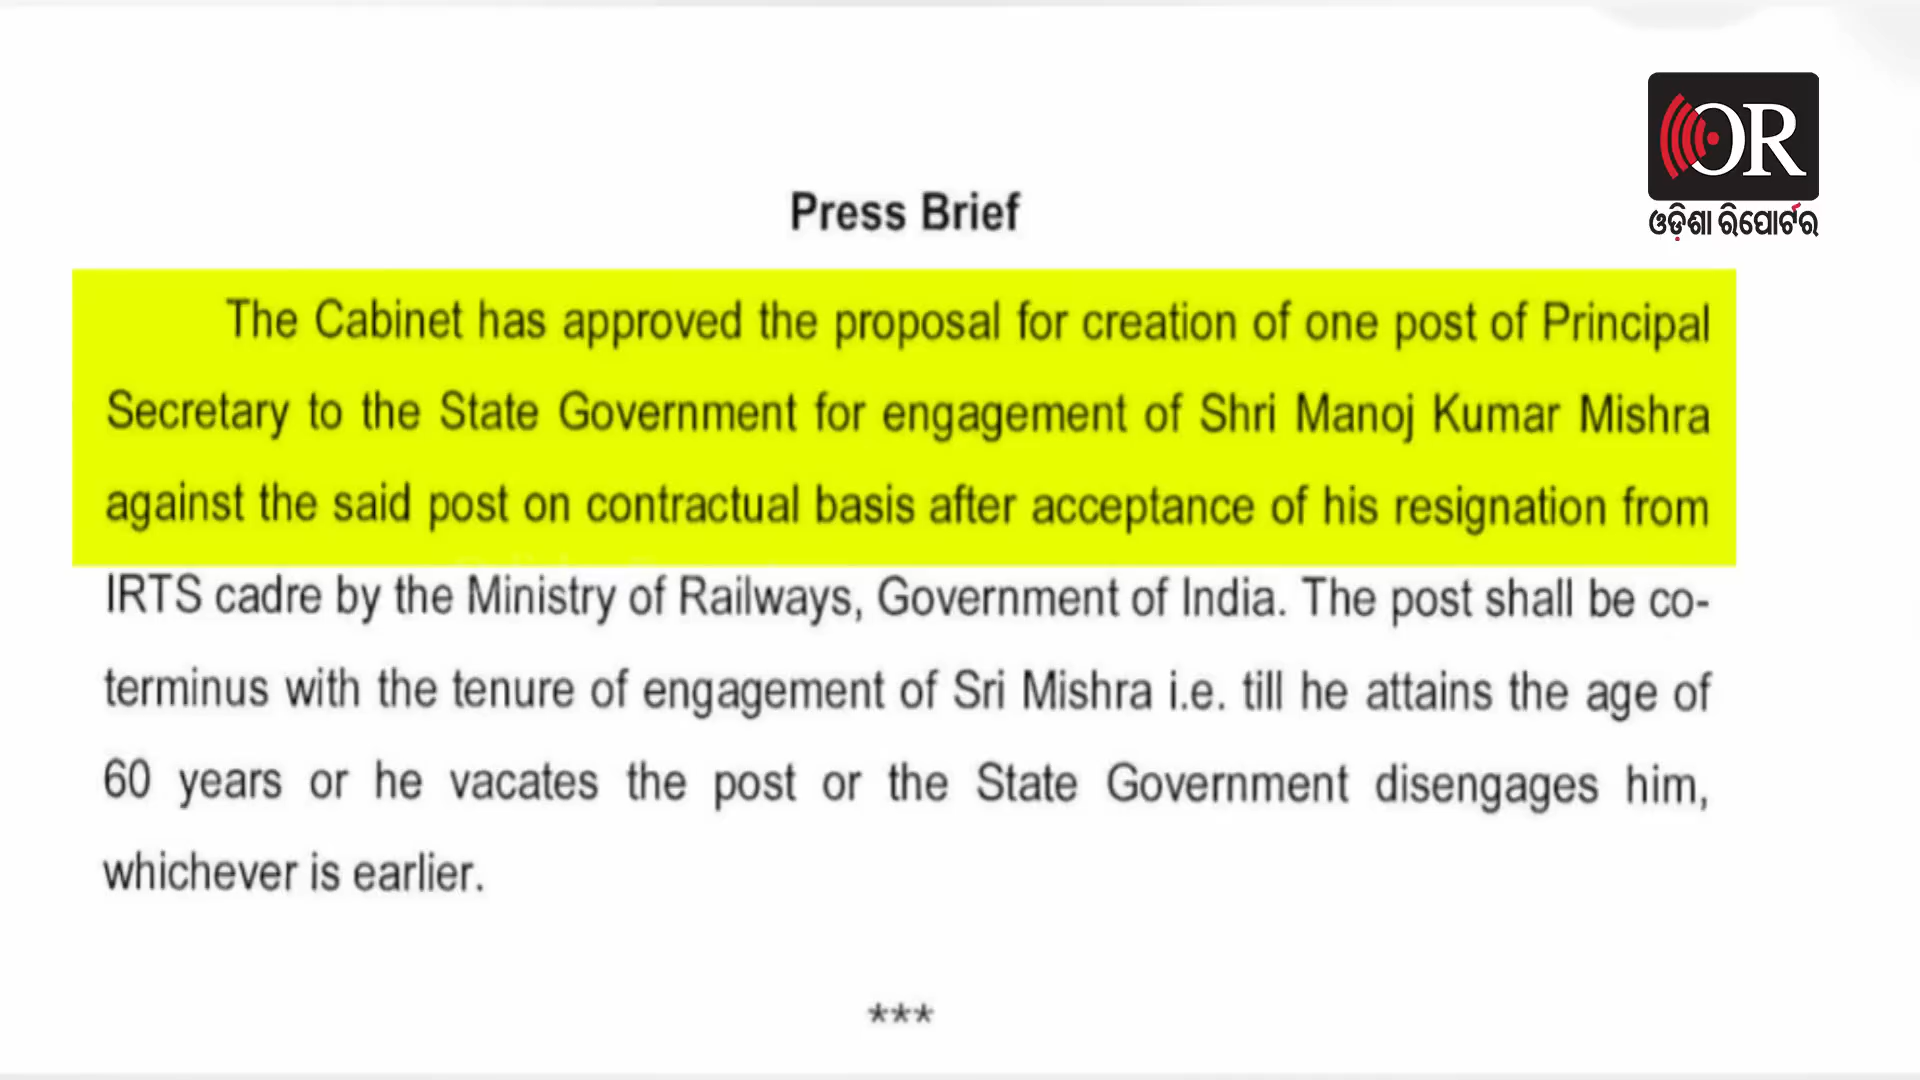 OR
ଓଡ଼ିଶା ରିପୋର୍ଟର
Press Brief
The Cabinet has approved the proposal for creation of one post of Principal
Secretary to the State Government for engagement of Shri Manoj Kumar Mishra
against the said post on contractual basis after acceptance of his resignation from
IRTS cadre by the Ministry of Railways, Government of India. The post shall be co-
terminus with the tenure of engagement of Sri Mishra i.e. till he attains the age of
60 years or he vacates the post or the State Government disengages him,
whichever is earlier.
***